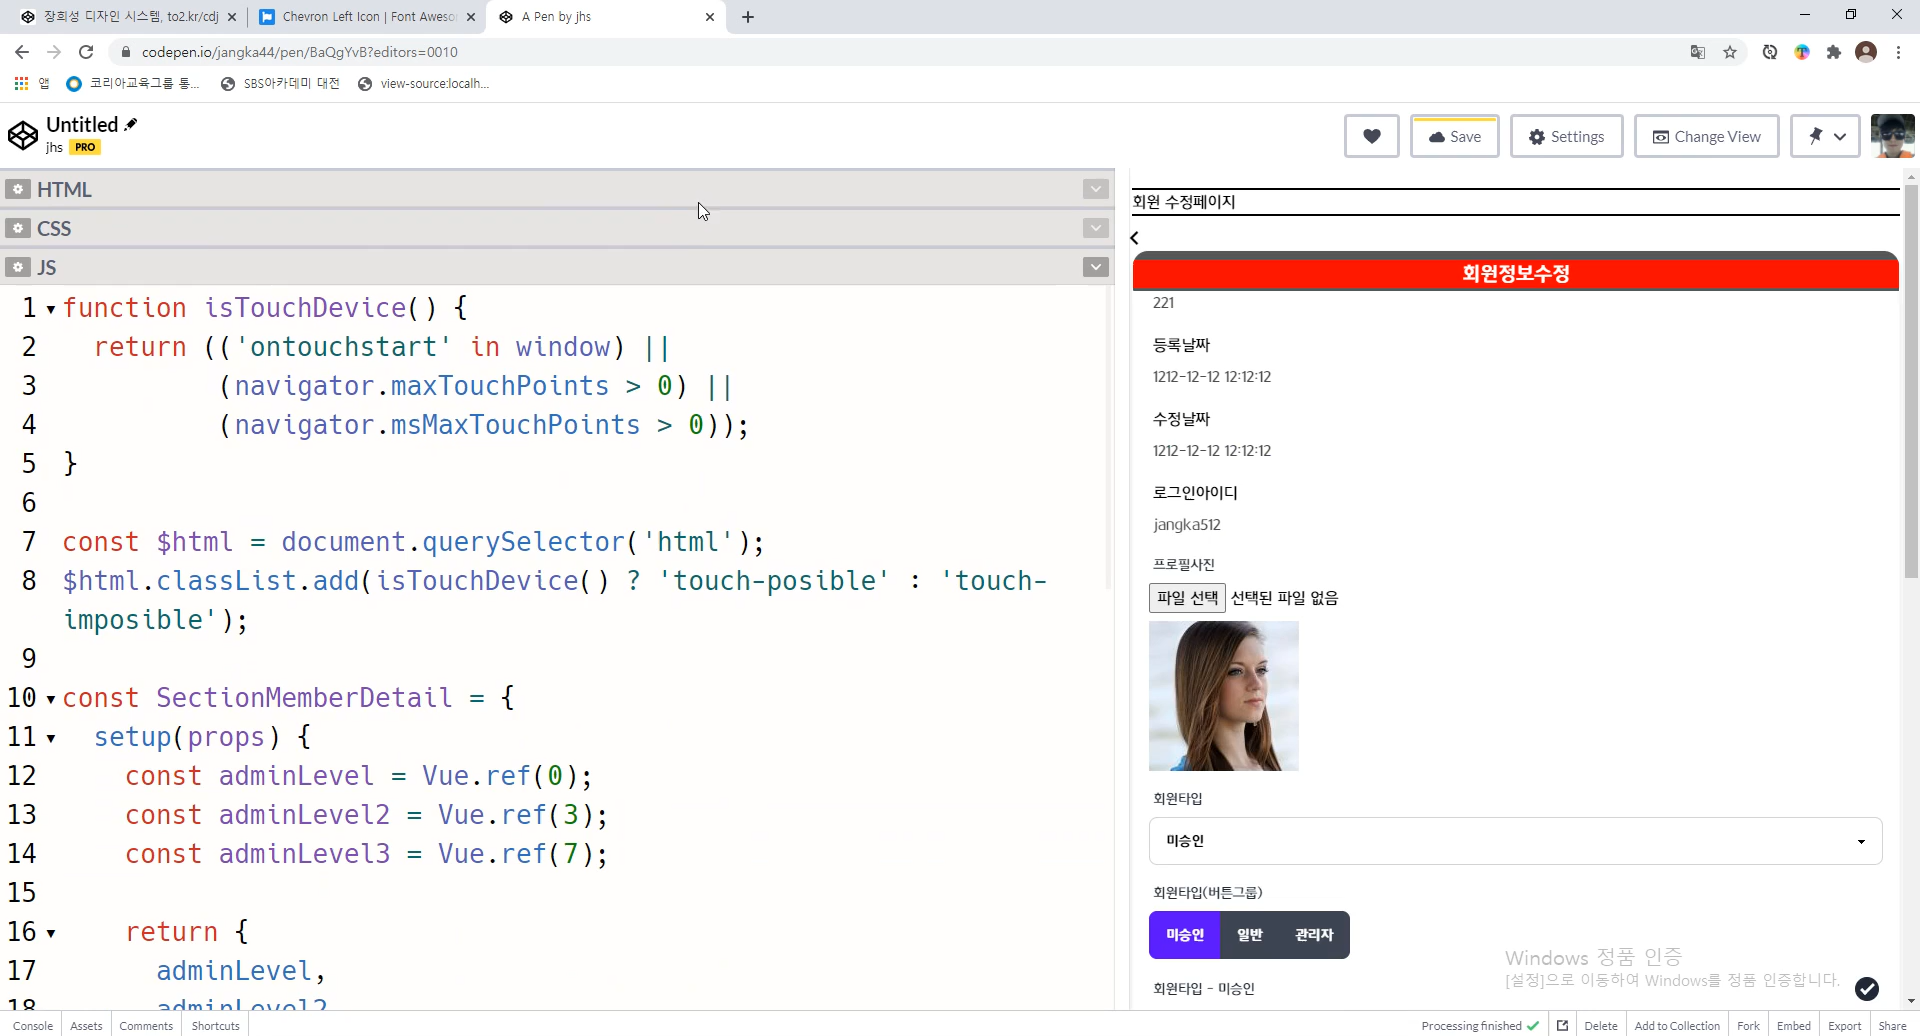 장희성 디자인 시스템, to2.kr/cdj
Chevron Left Icon | Font Aweso
A Pen by jhs
codepen.io/jangka44/pen/BaQgYvB?editors=0010
앱
코리아교육그룹 통...
SBS아카데미 대전
view-source:localh...
Untitled
jhs PRO
Save
Settings
Change View
HTML
CSS
JS
1 function isTouchDevice() {
2 return (('ontouchstart' in window) ||
3 (navigator.maxTouchPoints > 0) ||
4 (navigator.msMaxTouchPoints > 0));
5 }
6
7 const $html = document.querySelector('html');
8 $html.classList.add(isTouchDevice() ? 'touch-posible' : 'touch-
imposible');
9
10 const SectionMemberDetail = {
11 setup(props) {
12 const adminLevel = Vue.ref(0);
13 const adminLevel2 = Vue.ref(3);
14 const adminLevel3 = Vue.ref(7);
15
16 return {
17 adminLevel,
18 adminLevel2
회원 수정페이지
회원정보수정
221
등록날짜
1212-12-12 12:12:12
수정날짜
1212-12-12 12:12:12
로그인아이디
jangka512
프로필사진
파일 선택 선택된 파일 없음
회원타입
미승인
회원타입(버튼그룹)
미승인 일반 관리자
회원타입 - 미승인
Windows 정품 인증
[설정]으로 이동하여 Windows를 정품 인증합니다.
Console Assets Comments Shortcuts
Processing finished
Delete Add to Collection Fork Embed Export Share